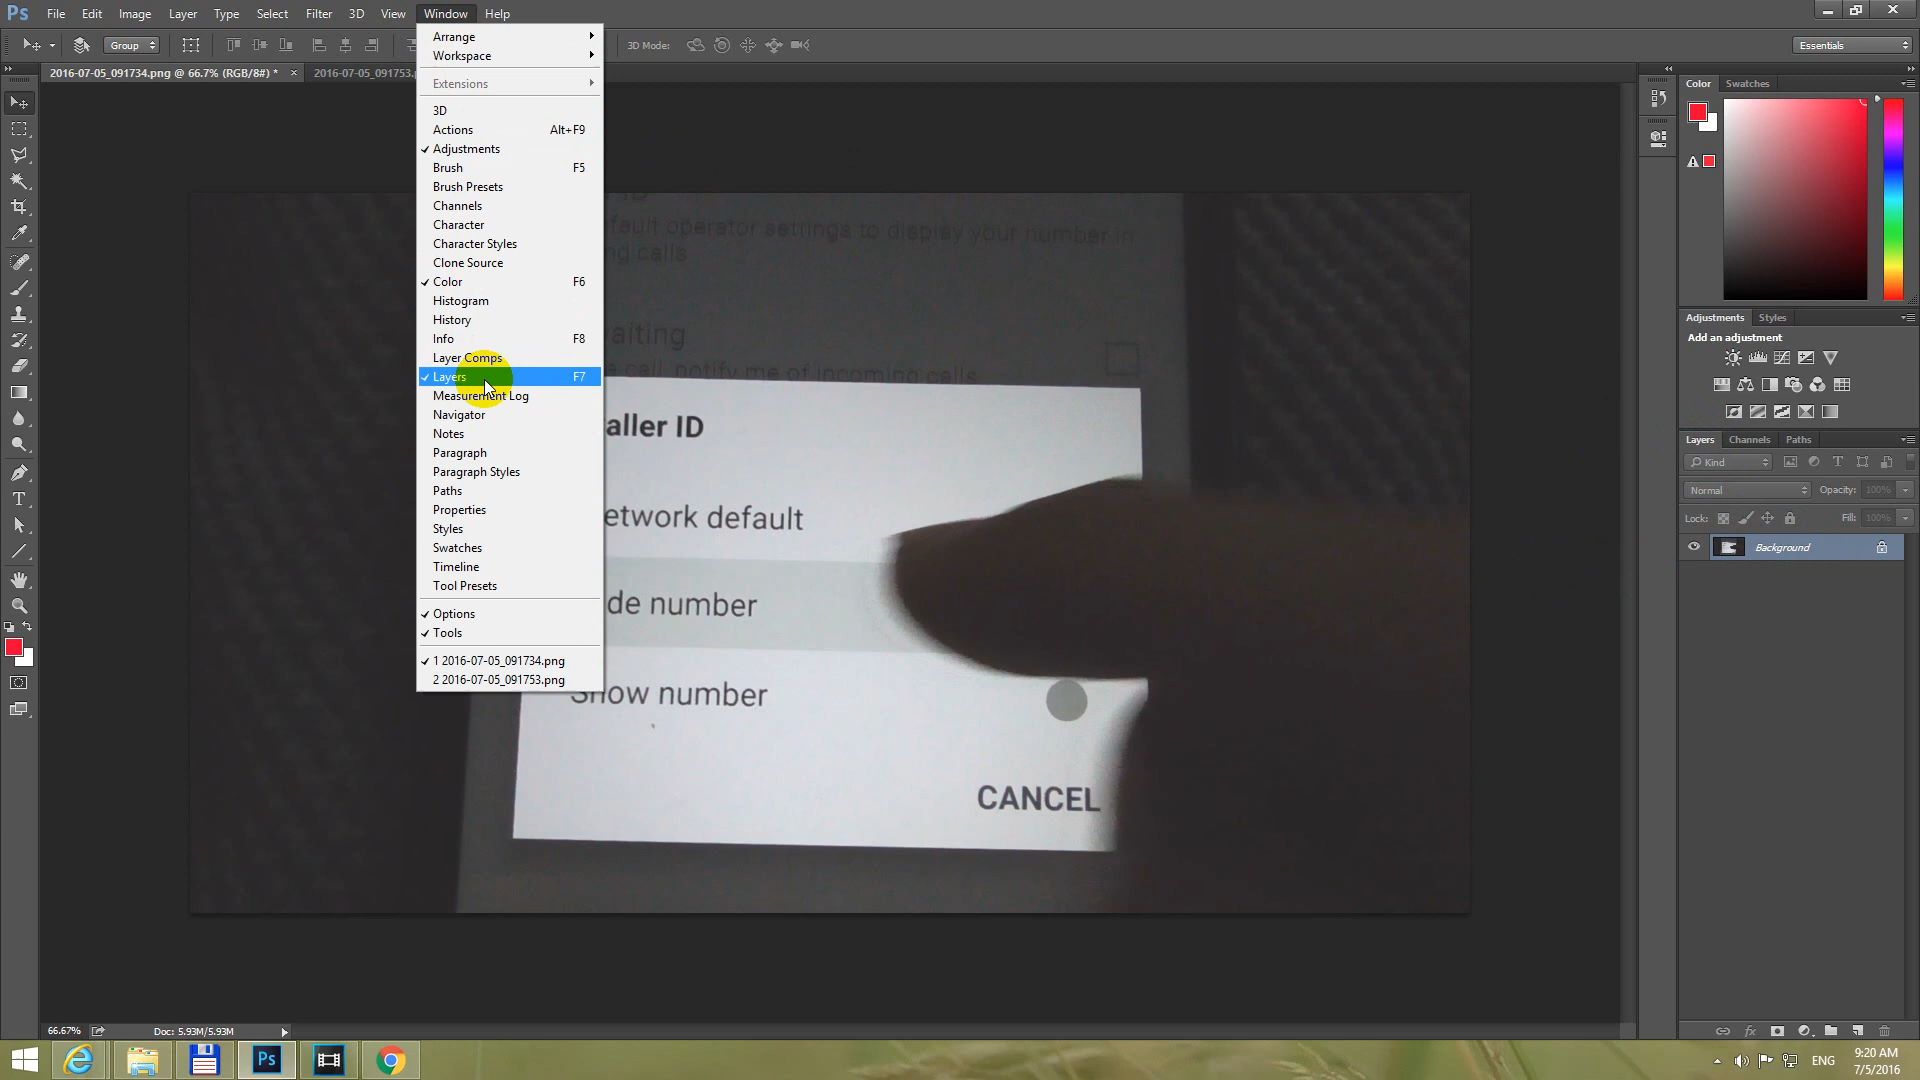 Ps File Edit Image Layer Type Select Filter 3D View Window Help
Group 3D Mode: Essentials
2016-07-05_091734.png @ 66.7% (RGB/8#) * × 2016-07-05_091753.p
Arrange
Workspace
Extensions
3D
Actions Alt+F9
Adjustments
Brush F5
Brush Presets
Channels
Character
Character Styles
Clone Source
Color F6
Histogram
History
Info F8
Layer Comps
Layers F7
Measurement Log
Navigator
Notes
Paragraph
Paragraph Styles
Paths
Properties
Styles
Swatches
Timeline
Tool Presets
Options
Tools
1 2016-07-05_091734.png
2 2016-07-05_091753.png
ID
fault operator settings to display your number in
ng calls
waiting
a call, notify me of incoming calls
aller ID
etwork default
de number
Show number
CANCEL
Color Swatches
Adjustments Styles
Add an adjustment
Layers Channels Paths
Kind
Normal Opacity: 100%
Lock: Fill: 100%
Background
66.67% Doc: 5.93M/5.93M
Ps ENG 9:20 AM
7/5/2016